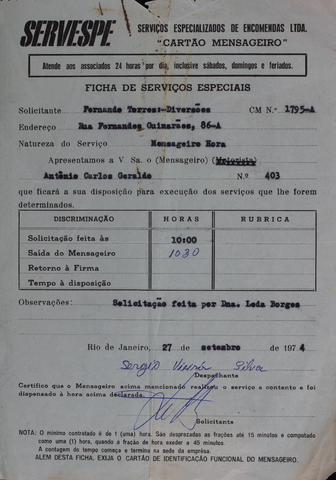 SERVESPE SERVIÇOS ESPECIALIZADOS DE ENCOMENDAS LTDA.
"CARTÃO MENSAGEIRO"
Atende aos associados 24 horas por dia, inclusive sábados, domingos e feriados.
FICHA DE SERVIÇOS ESPECIAIS
Solicitante Fernando Torres-Diversões CM N.º 1795-A
Endereço Rua Fernandes Guimarães, 86-A
Natureza do Serviço Mensageiro Hora
Apresentamos a V Sa. o (Mensageiro) (Motorista)
Antônio Carlos Geraldo N.º 403
que ficará a sua disposição para execução dos serviços que lhe forem
determinados.
DISCRIMINAÇÃO HORAS RUBRICA
Solicitação feita às 10:00
Saída do Mensageiro 1030
Retorno à Firma
Tempo à disposição
Observações: Solicitação feita por Dna. Leda Borges
Rio de Janeiro, 27 de setembro de 1974
Sergio Silva
Despachante
Certifico que o Mensageiro acima mencionado realizou o serviço a contento e foi
dispensado à hora acima declarada.
Solicitante
NOTA: O mínimo contratado é de 1 (uma) hora. São desprezadas as frações até 15 minutos e computado
como uma (1) hora, quando a fração de hora exceder a 45 minutos.
A contagem do tempo começa e termina na sede da empresa.
ALEM DESTA FICHA, EXIJA O CARTÃO DE IDENTIFICAÇÃO FUNCIONAL DO MENSAGEIRO.